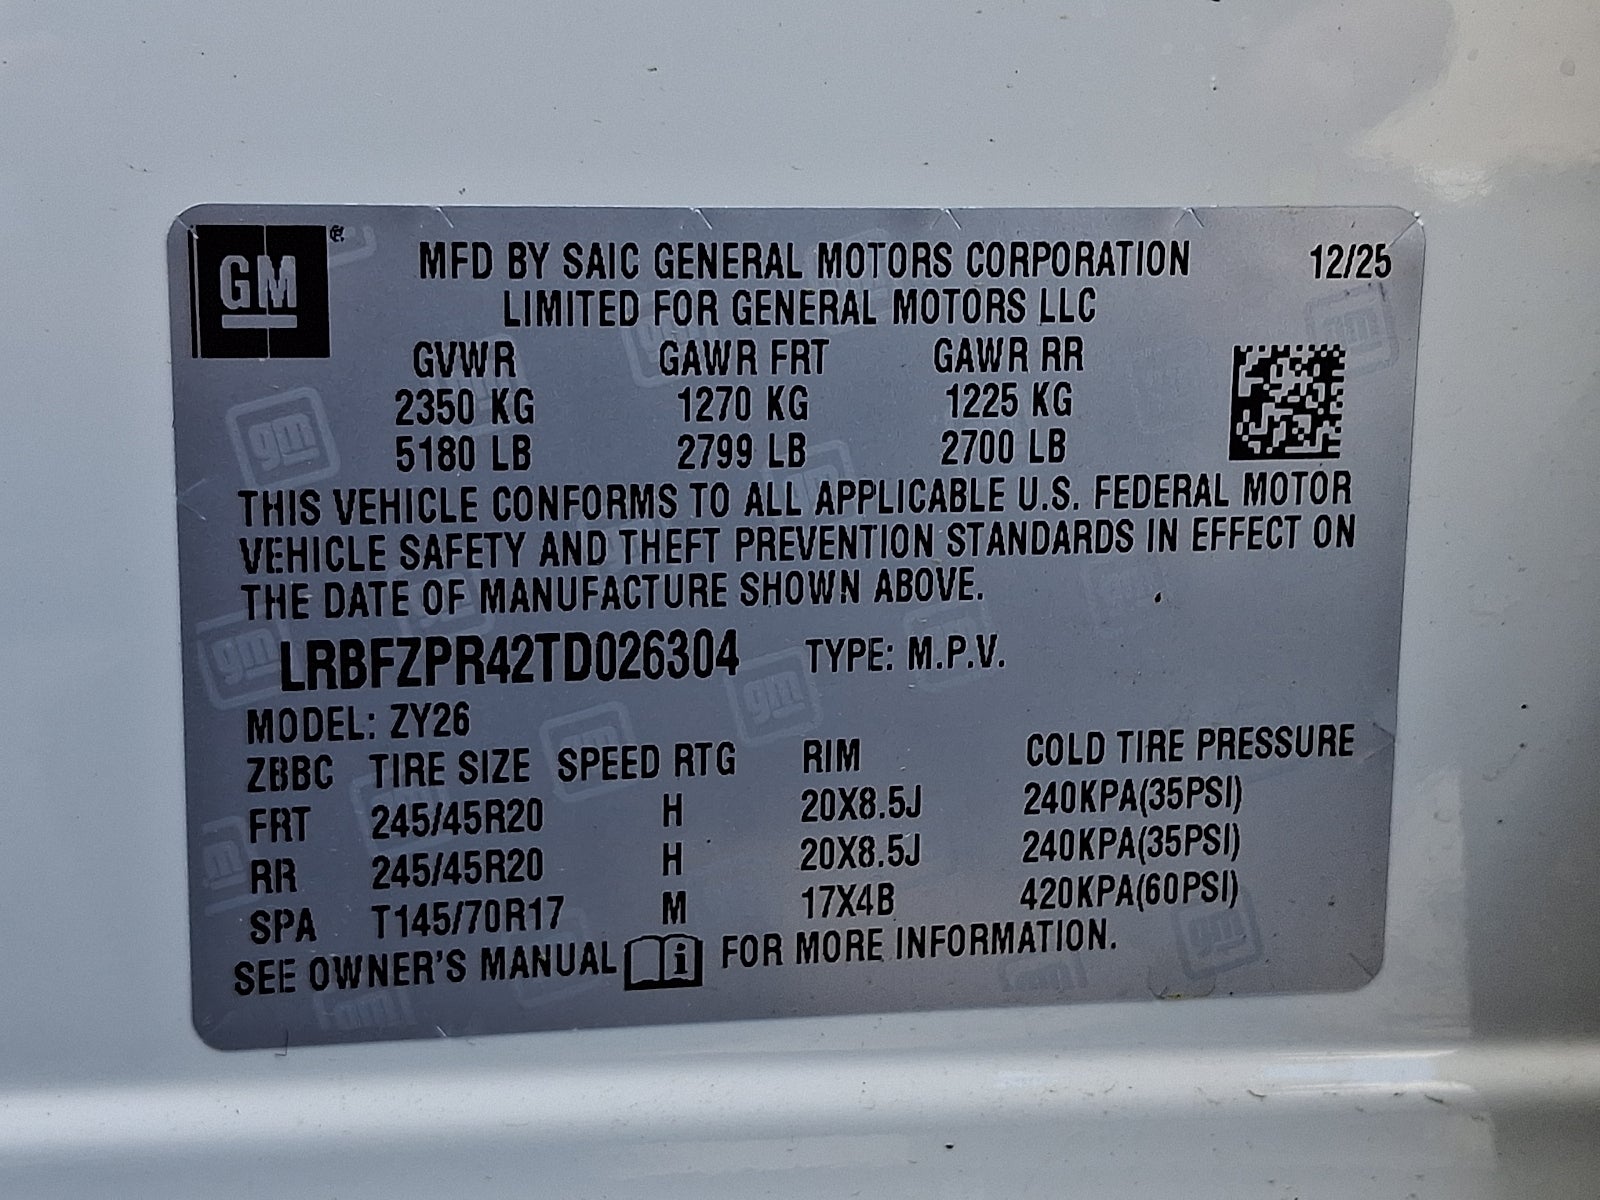 GM
MFD BY SAIC GENERAL MOTORS CORPORATION 12/25
LIMITED FOR GENERAL MOTORS LLC
GVWR GAWR FRT GAWR RR
2350 KG 1270 KG 1225 KG
5180 LB 2799 LB 2700 LB
THIS VEHICLE CONFORMS TO ALL APPLICABLE U.S. FEDERAL MOTOR
VEHICLE SAFETY AND THEFT PREVENTION STANDARDS IN EFFECT ON
THE DATE OF MANUFACTURE SHOWN ABOVE.
LRBFZPR42TD026304 TYPE: M.P.V.
MODEL: ZY26
ZBBC TIRE SIZE SPEED RTG RIM COLD TIRE PRESSURE
FRT 245/45R20 H 20X8.5J 240KPA(35PSI)
RR 245/45R20 H 20X8.5J 240KPA(35PSI)
SPA T145/70R17 M 17X4B 420KPA(60PSI)
SEE OWNER'S MANUAL i FOR MORE INFORMATION.